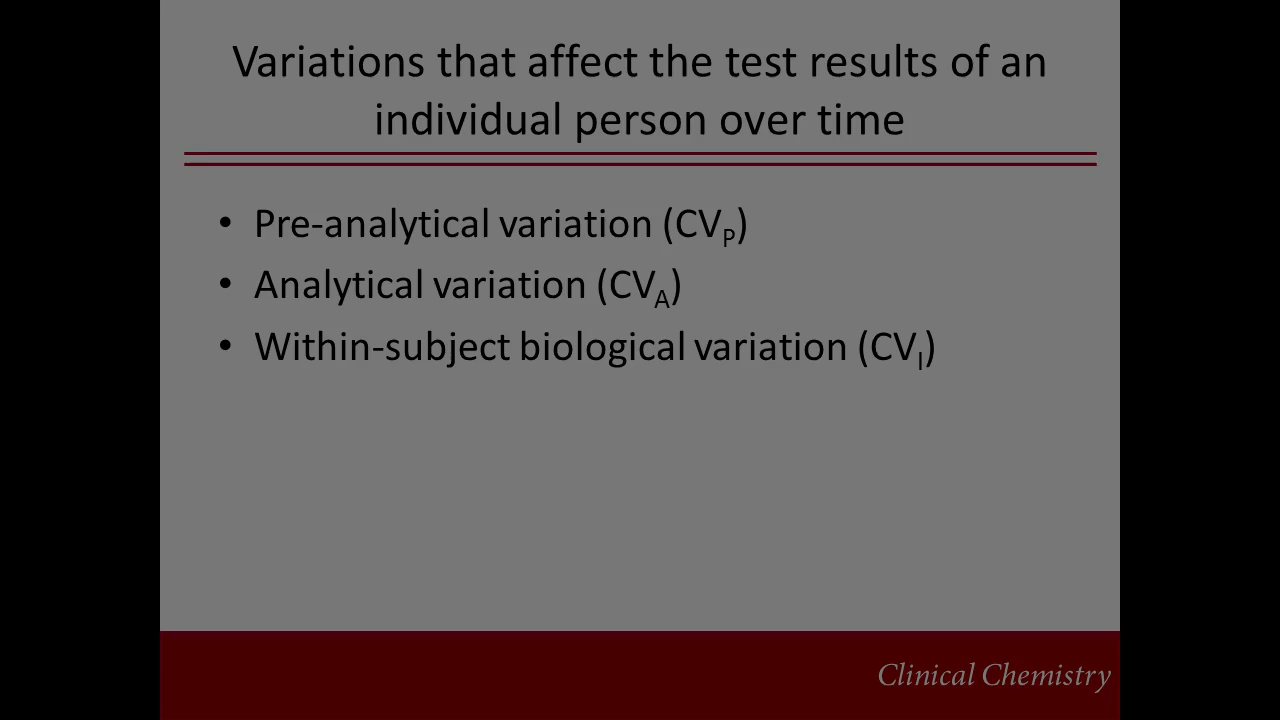 Variations that affect the test results of an
individual person over time
• Pre-analytical variation (CVP)
• Analytical variation (CVA)
• Within-subject biological variation (CVI)
Clinical Chemistry